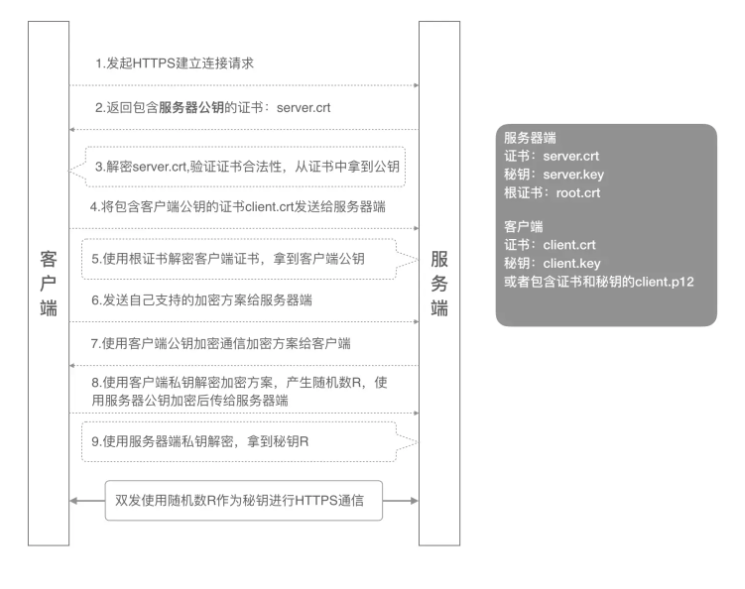 1.发起HTTPS建立连接请求
2.返回包含服务器公钥的证书：server.crt
3.解密server.crt,验证证书合法性，从证书中拿到公钥
4.将包含客户端公钥的证书client.crt发送给服务器端
5.使用根证书解密客户端证书，拿到客户端公钥
6.发送自己支持的加密方案给服务器端
7.使用客户端公钥加密通信加密方案给客户端
8.使用客户端私钥解密加密方案，产生随机数R，使
用服务器公钥加密后传给服务器端
9.使用服务器端私钥解密，拿到秘钥R
双发使用随机数R作为秘钥进行HTTPS通信
客户端
服务端
服务器端
证书：server.crt
秘钥：server.key
根证书：root.crt
客户端
证书：client.crt
秘钥：client.key
或者包含证书和秘钥的client.p12